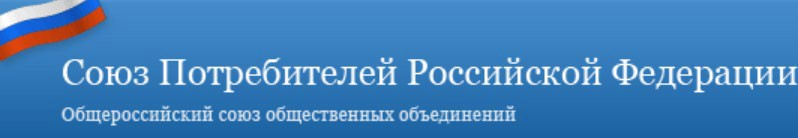 Союз Потребителей Российской Федерации
Общероссийский союз общественных объединений